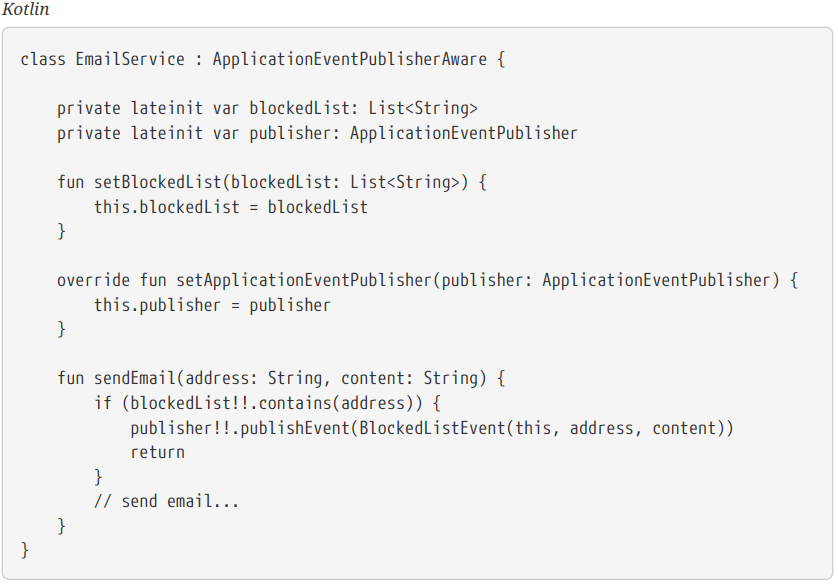 Kotlin
class EmailService : ApplicationEventPublisherAware {
    private lateinit var blockedList: List<String>
    private lateinit var publisher: ApplicationEventPublisher
    fun setBlockedList(blockedList: List<String>) {
        this.blockedList = blockedList
    }
    override fun setApplicationEventPublisher(publisher: ApplicationEventPublisher) {
        this.publisher = publisher
    }
    fun sendEmail(address: String, content: String) {
        if (blockedList!!.contains(address)) {
            publisher!!.publishEvent(BlockedListEvent(this, address, content))
            return
        }
        // send email...
    }
}